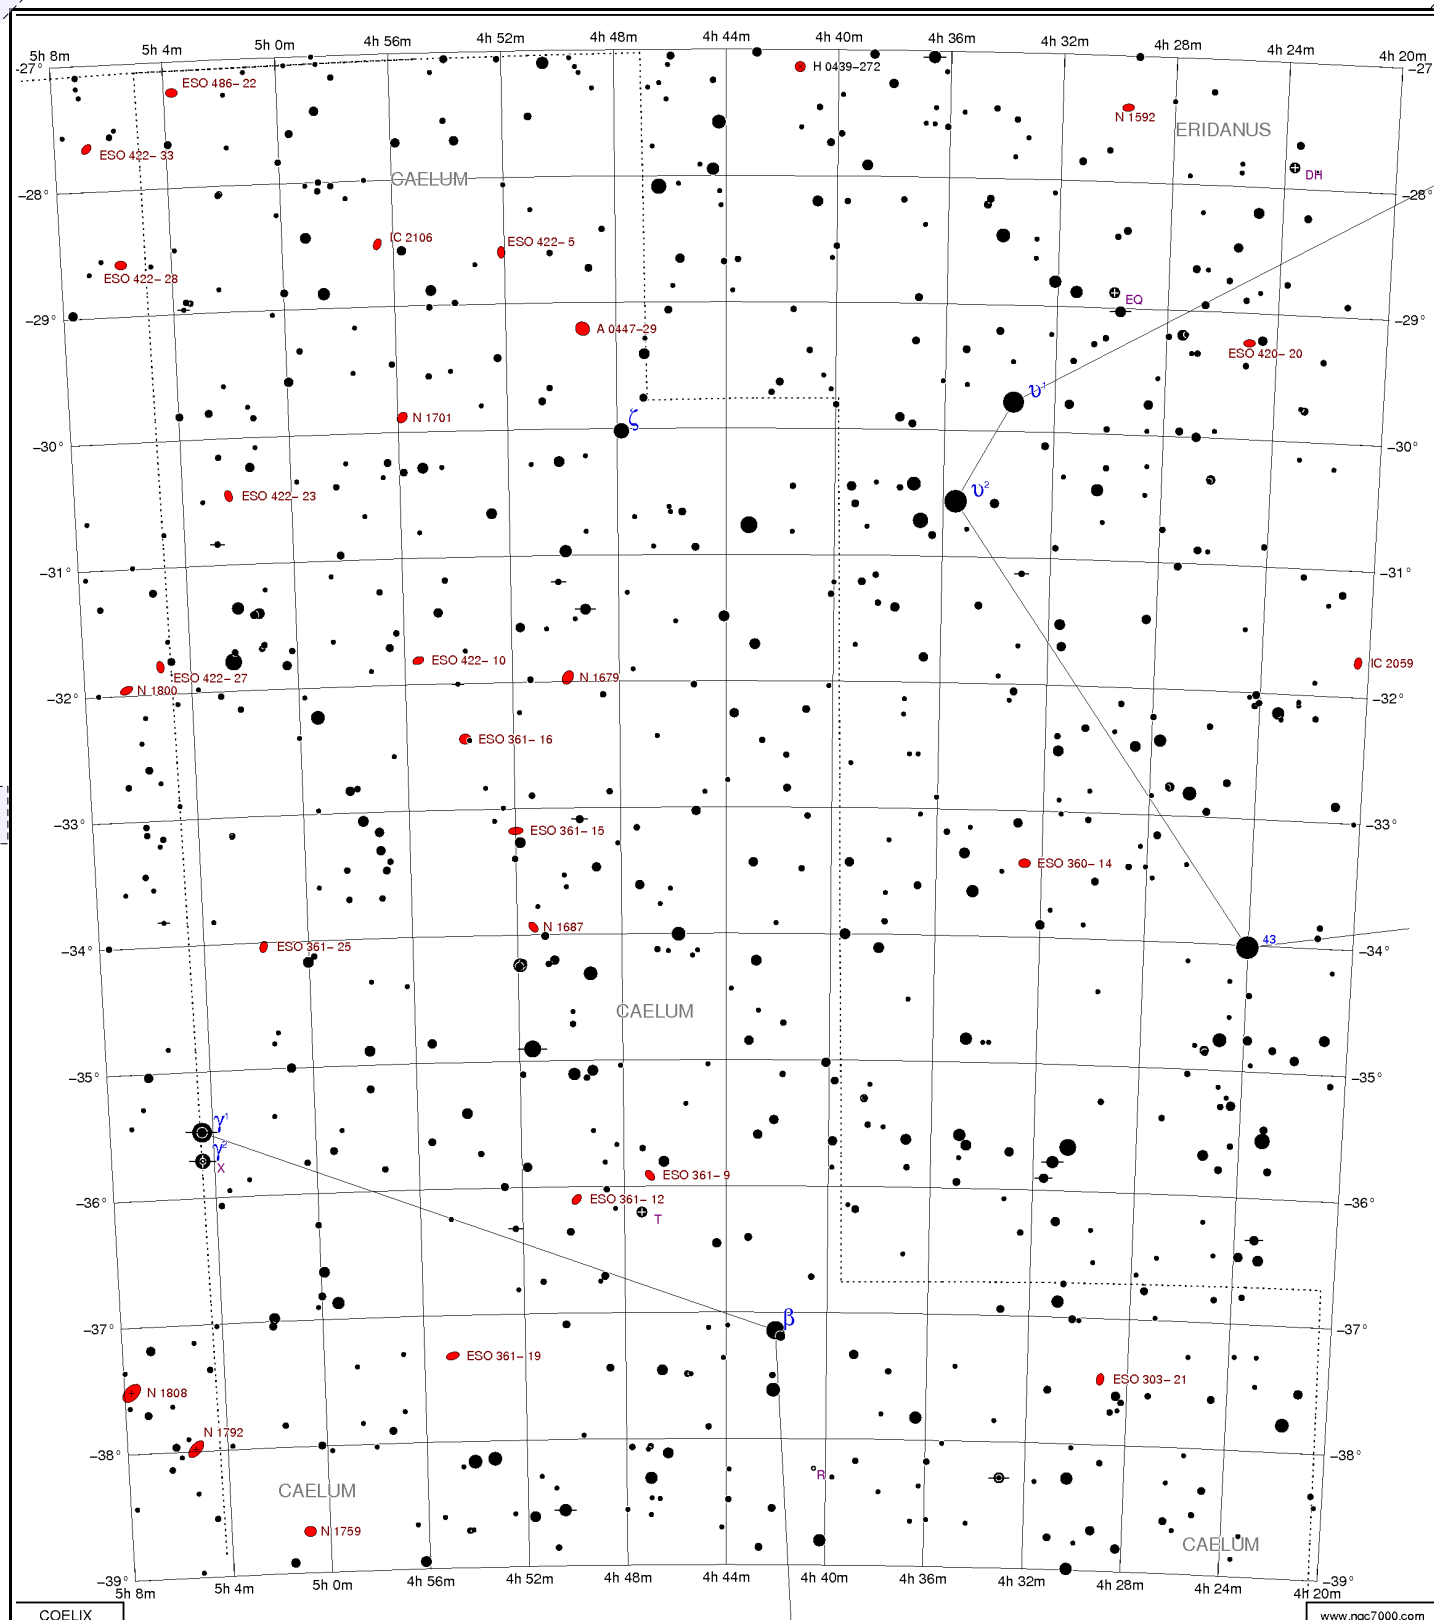 5h 8m 5h 4m 5h 0m 4h 56m 4h 52m 4h 48m 4h 44m 4h 40m 4h 36m 4h 32m 4h 28m 4h 24m 4h 20m
-27° H 0439-272 -27
ESO 486-22
N 1592
ERIDANUS
ESO 422-33
DH
CAELUM
-28° -28°
IC 2106 ESO 422-5
ESO 422-28
EQ
-29° A 0447-29 -29°
ESO 420-20
υ1
N 1701 ζ
-30° -30°
υ2
ESO 422-23
-31° -31°
ESO 422-10 IC 2059
ESO 422-27 N 1679
N 1800
-32° -32°
ESO 361-16
-33° ESO 361-15 -33°
ESO 360-14
N 1687
ESO 361-25 43
-34° -34°
CAELUM
-35° -35°
γ1
γ2
X ESO 361-9
ESO 361-12
-36° -36°
T
β
-37° -37°
ESO 361-19
ESO 303-21
N 1808
N 1792
-38° -38°
R
CAELUM
N 1759
CAELUM
-39° -39°
5h 8m 5h 4m 5h 0m 4h 56m 4h 52m 4h 48m 4h 44m 4h 40m 4h 36m 4h 32m 4h 28m 4h 24m 4h 20m
COELIX www.ngc7000.com